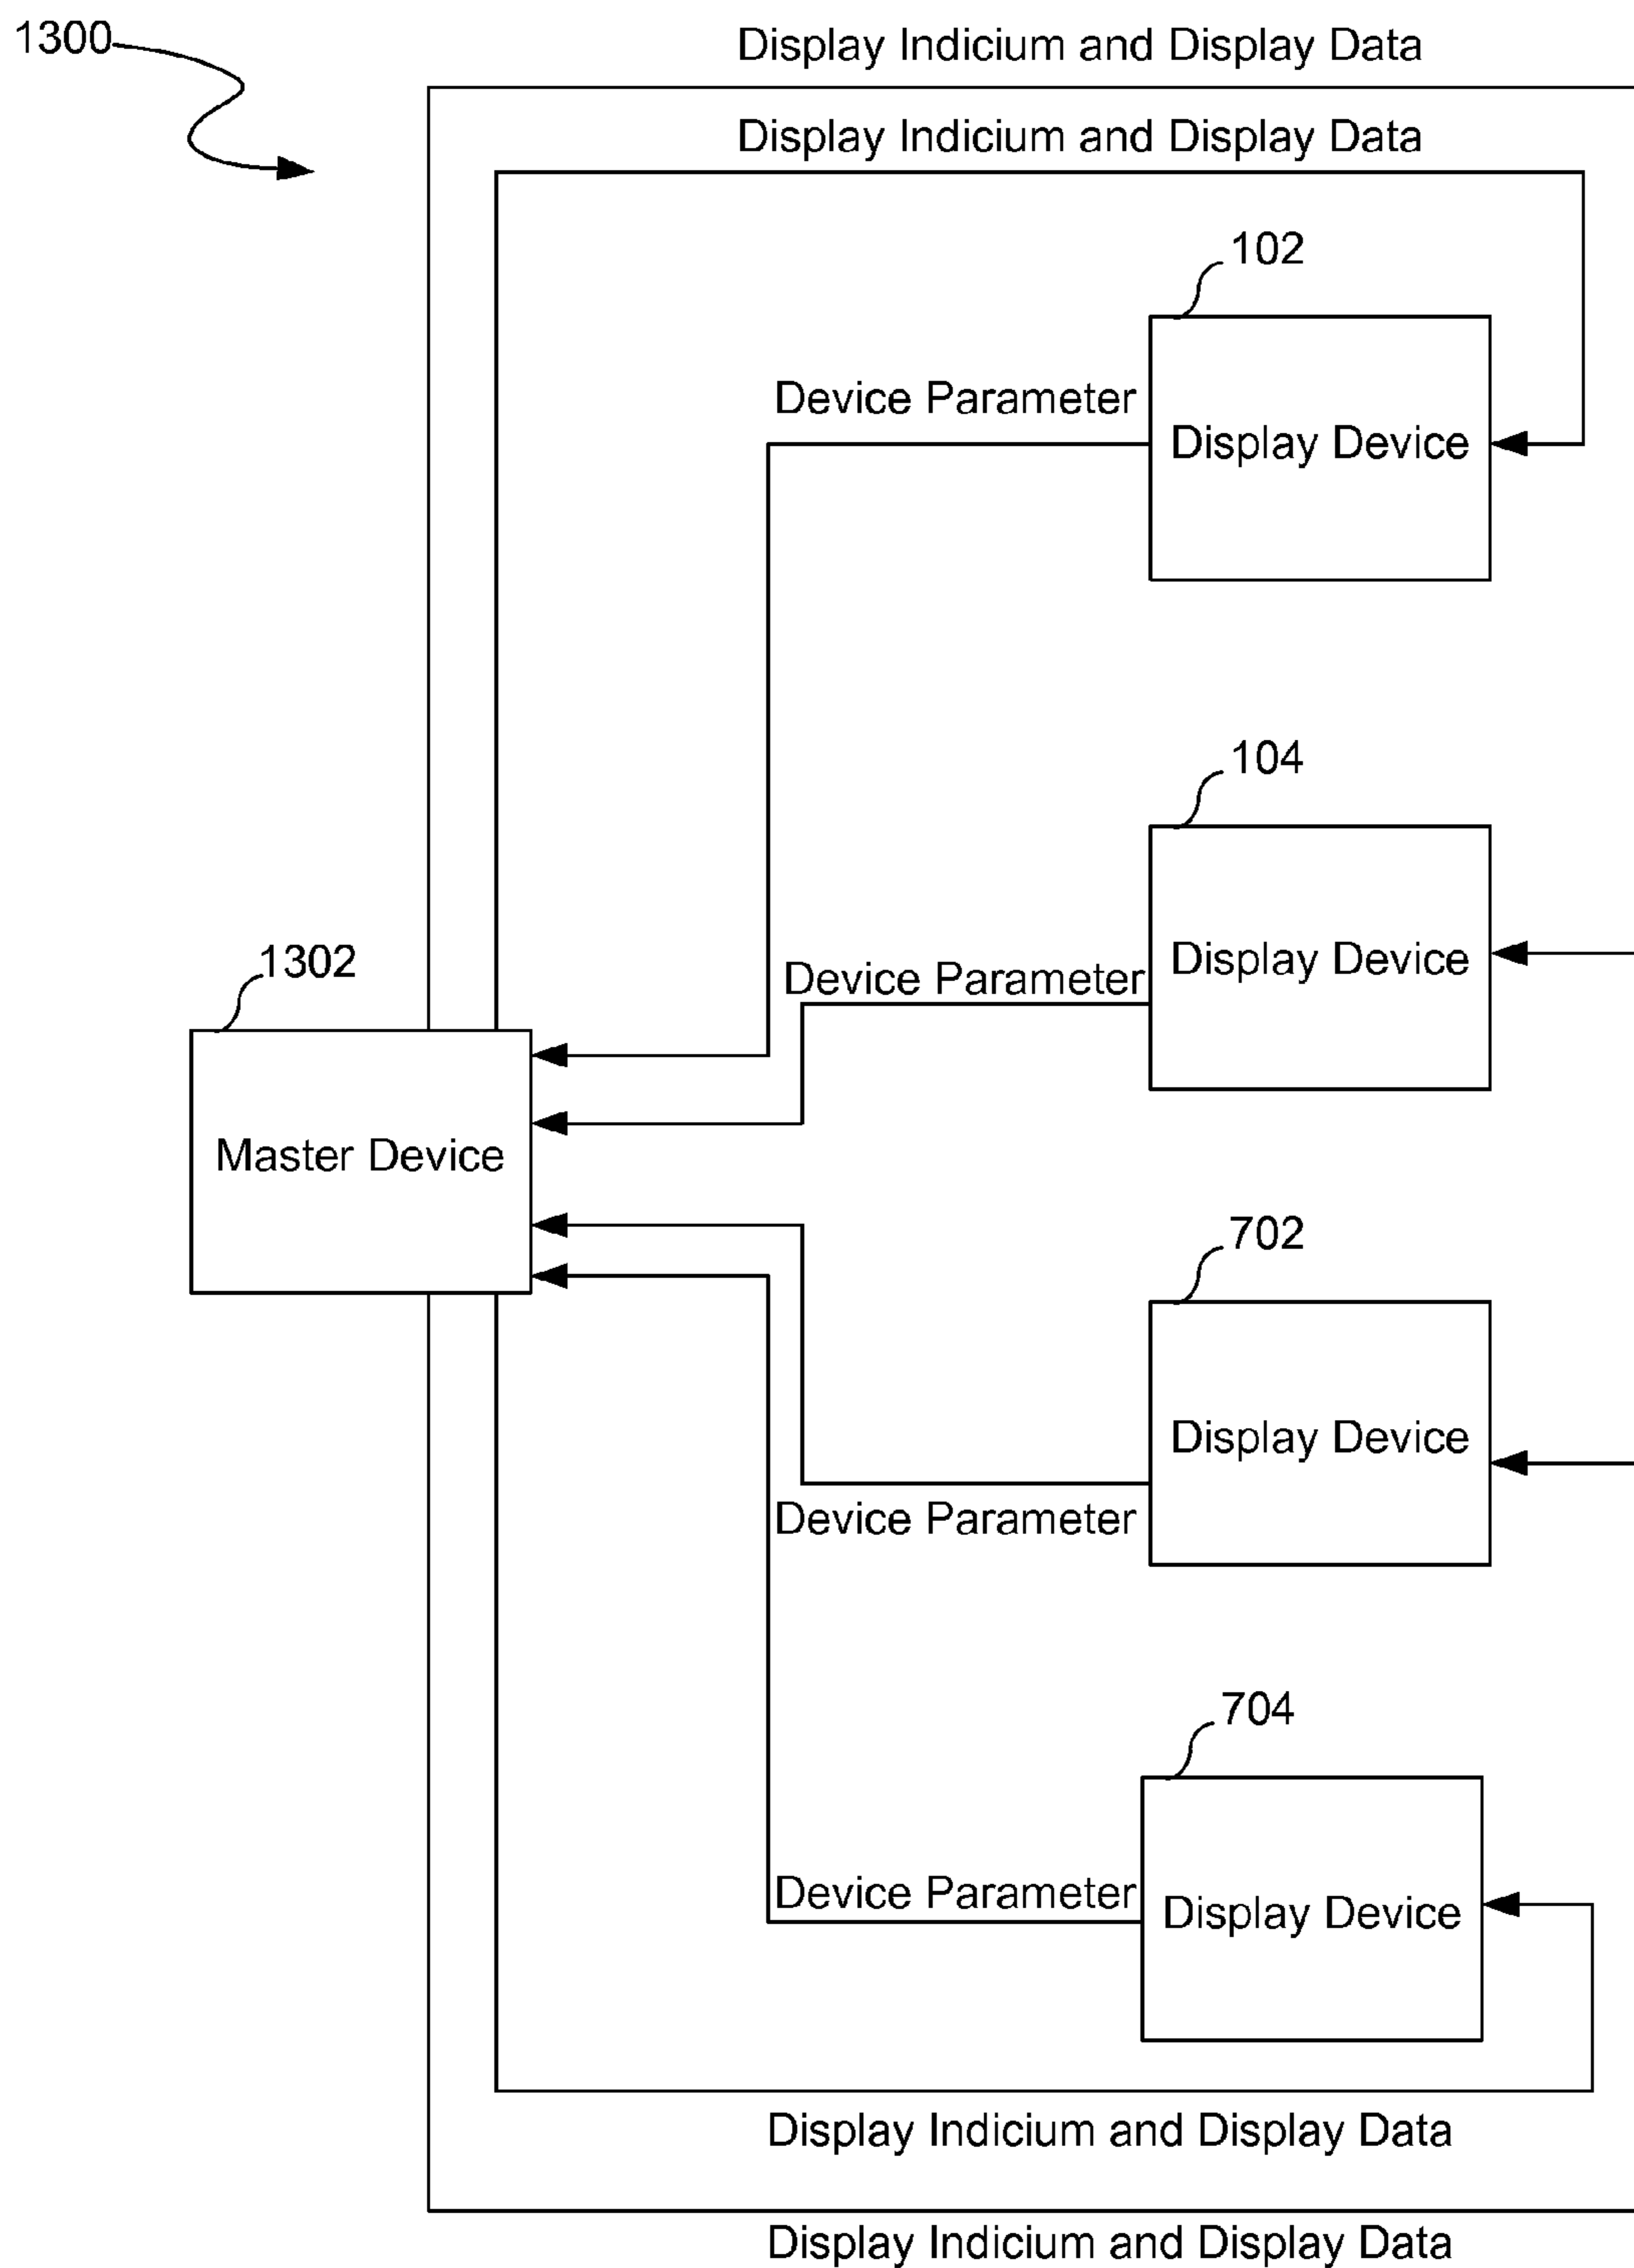 1300
Display Indicium and Display Data
Display Indicium and Display Data
102
Device Parameter
Display Device
104
Device Parameter
Display Device
1302
Master Device
702
Display Device
Device Parameter
704
Device Parameter
Display Device
Display Indicium and Display Data
Display Indicium and Display Data